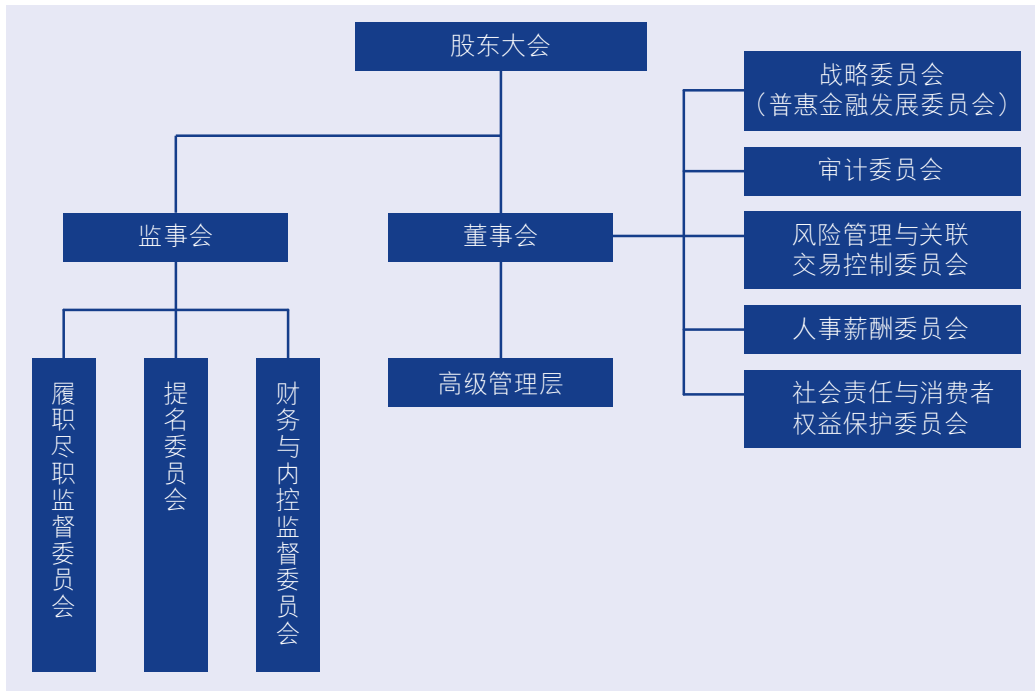 股东大会
战略委员会
（普惠金融发展委员会）
审计委员会
监事会
董事会
风险管理与关联
交易控制委员会
人事薪酬委员会
高级管理层
社会责任与消费者
权益保护委员会
履职尽职监督委员会
提名委员会
财务与内控监督委员会